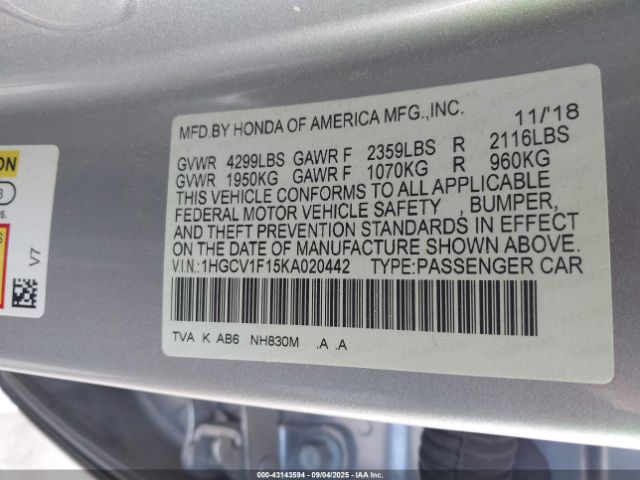 MFD.BY HONDA OF AMERICA MFG.,INC. 11/'18
GVWR 4299LBS GAWR F 2359LBS R 2116LBS
GVWR 1950KG GAWR F 1070KG R 960KG
THIS VEHICLE CONFORMS TO ALL APPLICABLE
FEDERAL MOTOR VEHICLE SAFETY , BUMPER,
AND THEFT PREVENTION STANDARDS IN EFFECT
ON THE DATE OF MANUFACTURE SHOWN ABOVE.
V.I.N.: 1HGCV1F15KA020442 TYPE:PASSENGER CAR
TVA K AB6 NH830M .A .A
V7
000-43143594 - 09/04/2025 - IAA Inc.